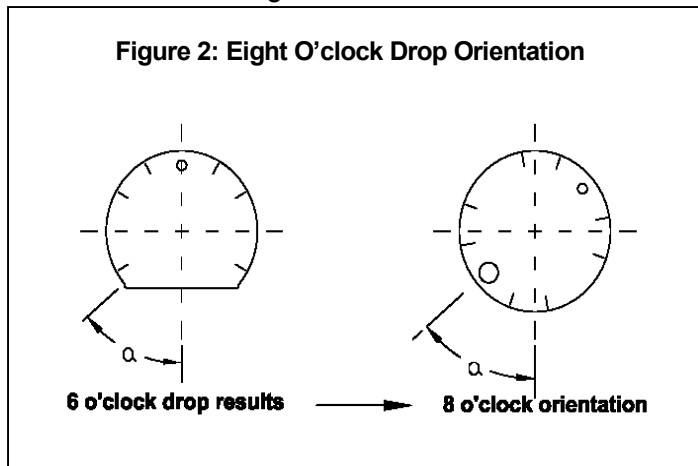 Figure 2: Eight O’clock Drop Orientation
a
a
6 o'clock drop results
8 o'clock orientation